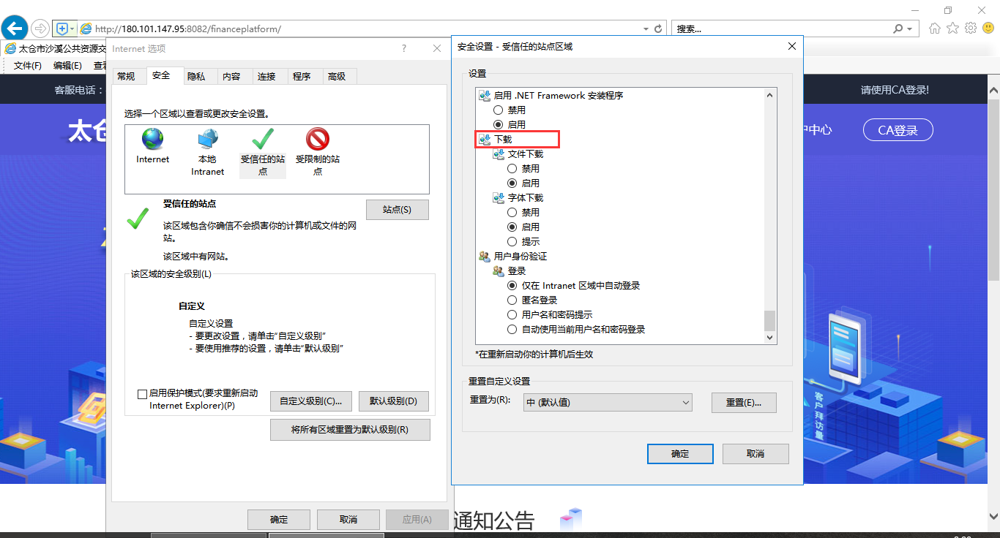 http://180.101.147.95:8082/financeplatform/
搜索...
太仓市沙溪公共资源交
文件(F) 编辑(E) 查看
客服电话：
请使用CA登录!
太仓
户中心
CA登录
Internet 选项
常规 安全 隐私 内容 连接 程序 高级
选择一个区域以查看或更改安全设置。
Internet
本地
Intranet
受信任的站
点
受限制的站
点
受信任的站点
站点(S)
该区域包含你确信不会损害你的计算机或文件的网
站。
该区域中有网站。
该区域的安全级别(L)
自定义
自定义设置
- 要更改设置，请单击“自定义级别”
- 要使用推荐的设置，请单击“默认级别”
启用保护模式(要求重新启动
Internet Explorer)(P)
自定义级别(C)...
默认级别(D)
将所有区域重置为默认级别(R)
确定 取消 应用(A)
安全设置 - 受信任的站点区域
设置
启用 .NET Framework 安装程序
禁用
启用
下载
文件下载
禁用
启用
字体下载
禁用
启用
提示
用户身份验证
登录
仅在 Intranet 区域中自动登录
匿名登录
用户名和密码提示
自动使用当前用户名和密码登录
*在重新启动你的计算机后生效
重置自定义设置
重置为(R):
中 (默认值)
重置(E)...
确定 取消
客户拜访量
通知公告